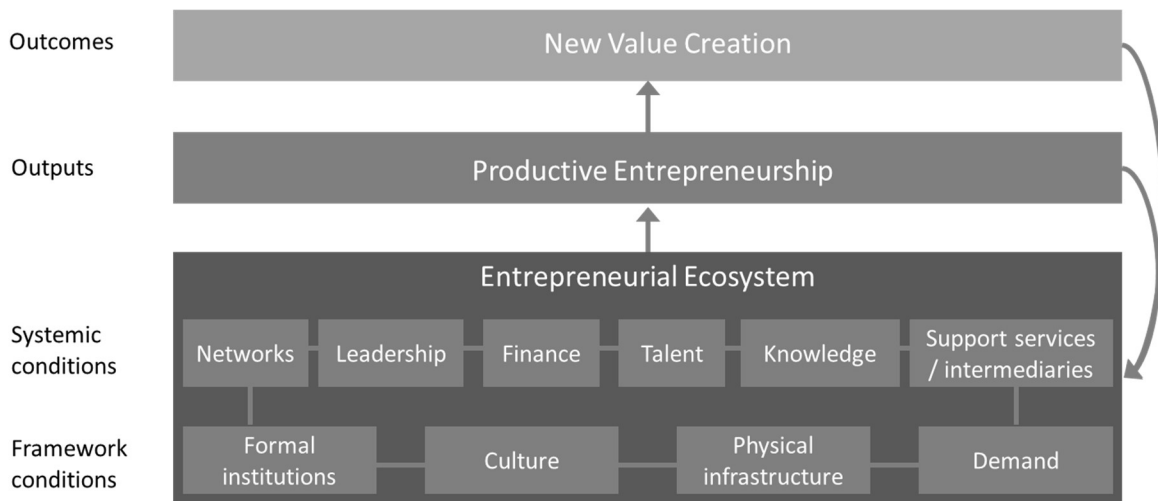 Outcomes
New Value Creation
Outputs
Productive Entrepreneurship
Entrepreneurial Ecosystem
Systemic
conditions
Networks
Leadership
Finance
Talent
Knowledge
Support services
/ intermediaries
Framework
conditions
Formal
institutions
Culture
Physical
infrastructure
Demand